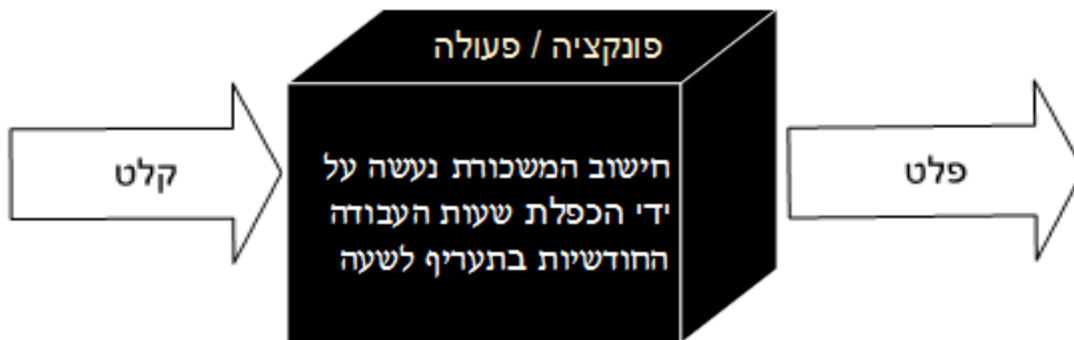 פונקציה / פעולה
קלט
חישוב המשכורת נעשה על
ידי הכפלת שעות העבודה
החודשיות בתעריף לשעה
פלט